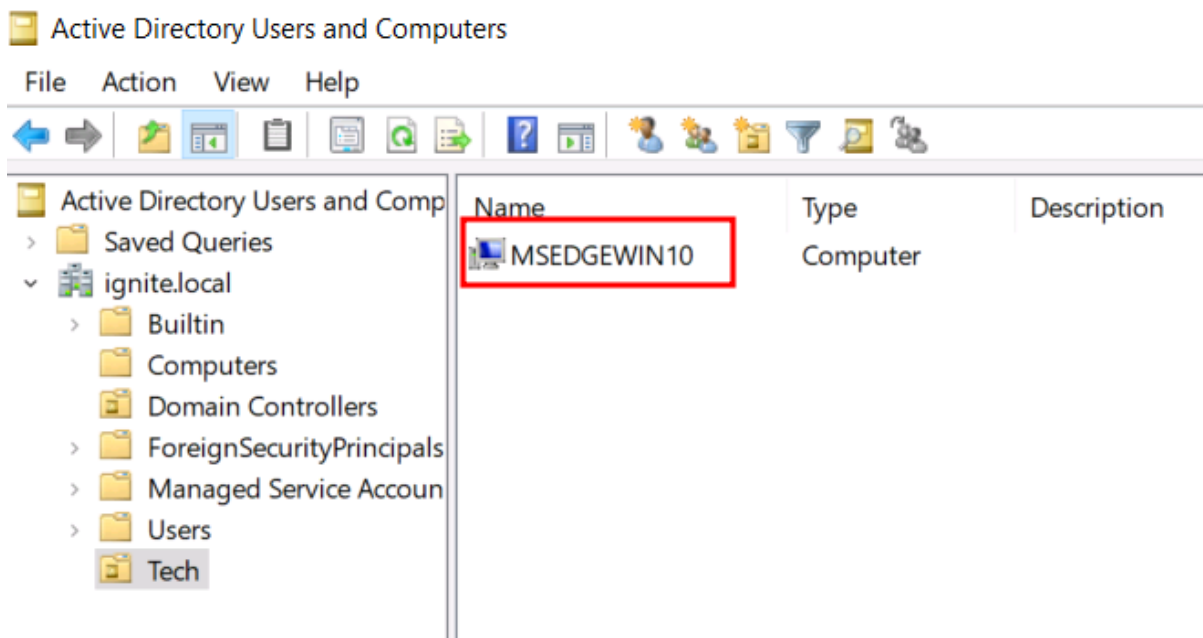 Active Directory Users and Computers
File Action View Help
Active Directory Users and Comp
Saved Queries
ignite.local
Builtin
Computers
Domain Controllers
ForeignSecurityPrincipals
Managed Service Accoun
Users
Tech
Name Type Description
MSEDGEWIN10 Computer